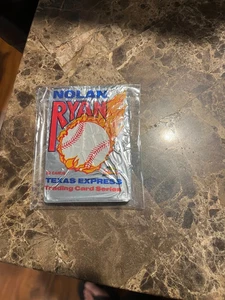 NOLAN
RYAN
TEXAS EXPRESS
Trading Card Series